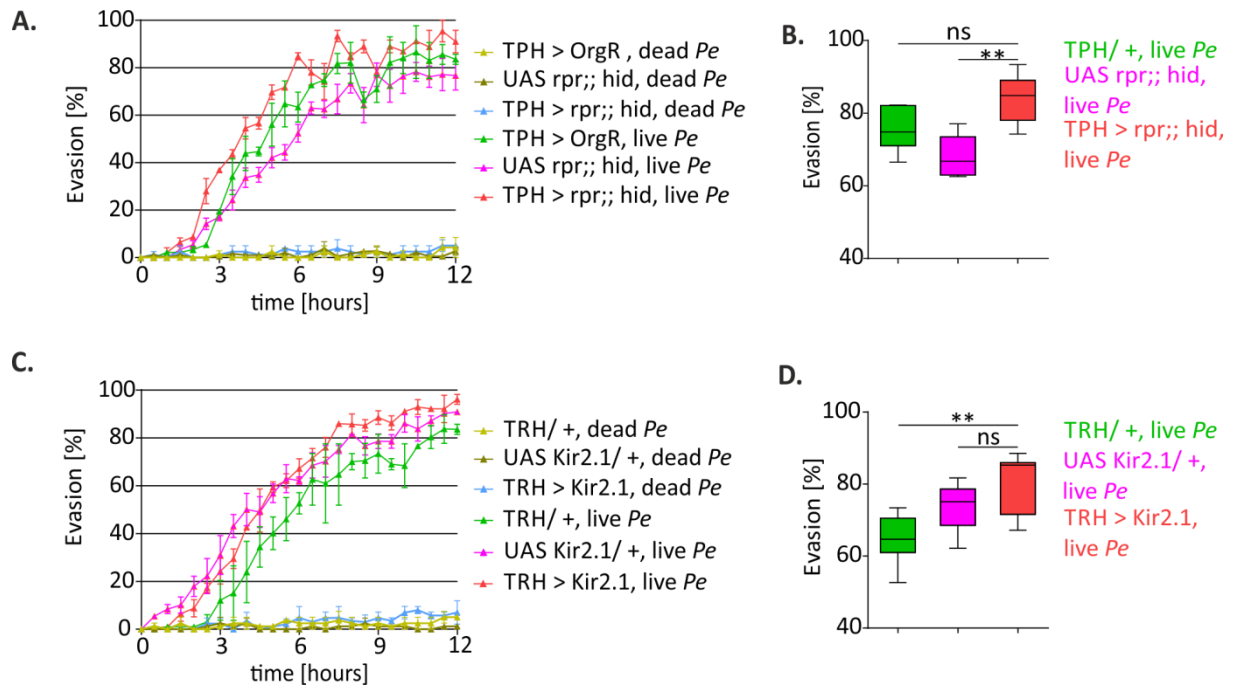 A.
Evasion [%]
100
80
60
40
20
0
0 3 6 9 12
time [hours]
TPH > OrgR , dead Pe
UAS rpr;; hid, dead Pe
TPH > rpr;; hid, dead Pe
TPH > OrgR, live Pe
UAS rpr;; hid, live Pe
TPH > rpr;; hid, live Pe
B.
Evasion [%]
100
80
60
40
ns
**
TPH/ +, live Pe
UAS rpr;; hid,
live Pe
TPH > rpr;; hid,
live Pe
C.
Evasion [%]
100
80
60
40
20
0
0 3 6 9 12
time [hours]
TRH/ +, dead Pe
UAS Kir2.1/ +, dead Pe
TRH > Kir2.1, dead Pe
TRH/ +, live Pe
UAS Kir2.1/ +, live Pe
TRH > Kir2.1, live Pe
D.
Evasion [%]
100
80
60
40
**
ns
TRH/ +, live Pe
UAS Kir2.1/ +,
live Pe
TRH > Kir2.1,
live Pe